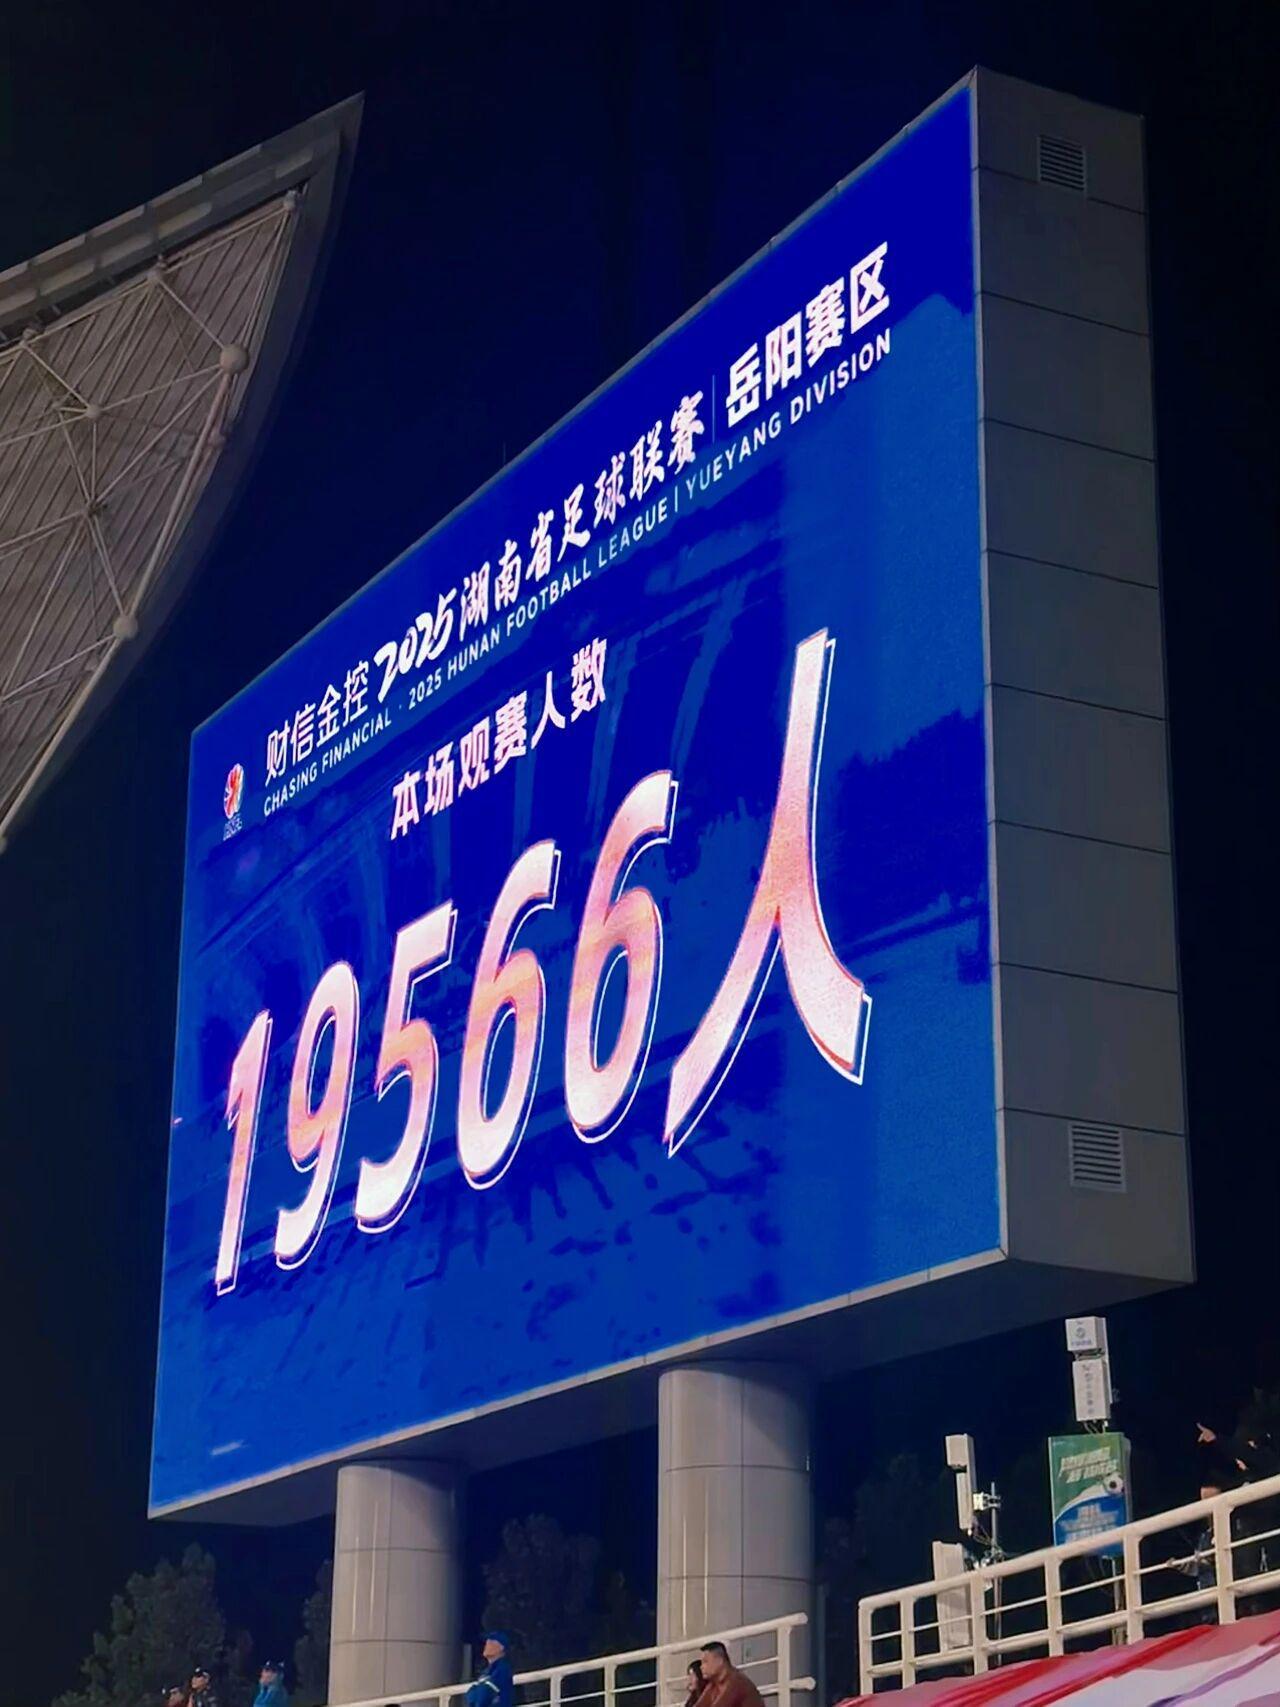 财信金控 2025湖南省足球联赛 | 岳阳赛区
CHASING FINANCIAL · 2025 HUNAN FOOTBALL LEAGUE | YUEYANG DIVISION
本场观赛人数
19566人